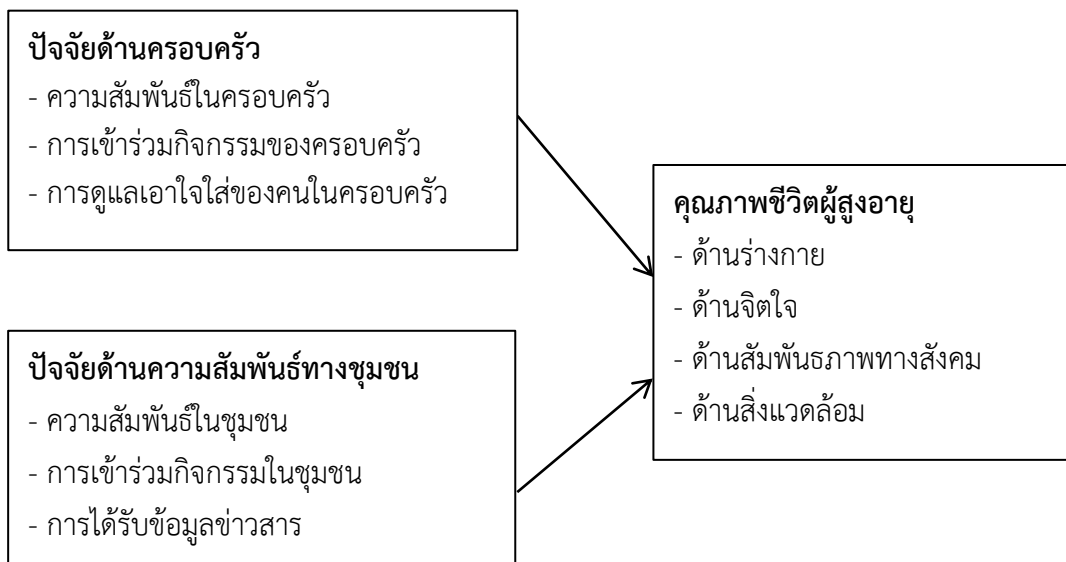 ปัจจัยด้านครอบครัว
- ความสัมพันธ์ในครอบครัว
- การเข้าร่วมกิจกรรมของครอบครัว
- การดูแลเอาใจใส่ของคนในครอบครัว
คุณภาพชีวิตผู้สูงอายุ
- ด้านร่างกาย
- ด้านจิตใจ
- ด้านสัมพันธภาพทางสังคม
- ด้านสิ่งแวดล้อม
ปัจจัยด้านความสัมพันธ์ทางชุมชน
- ความสัมพันธ์ในชุมชน
- การเข้าร่วมกิจกรรมในชุมชน
- การได้รับข้อมูลข่าวสาร